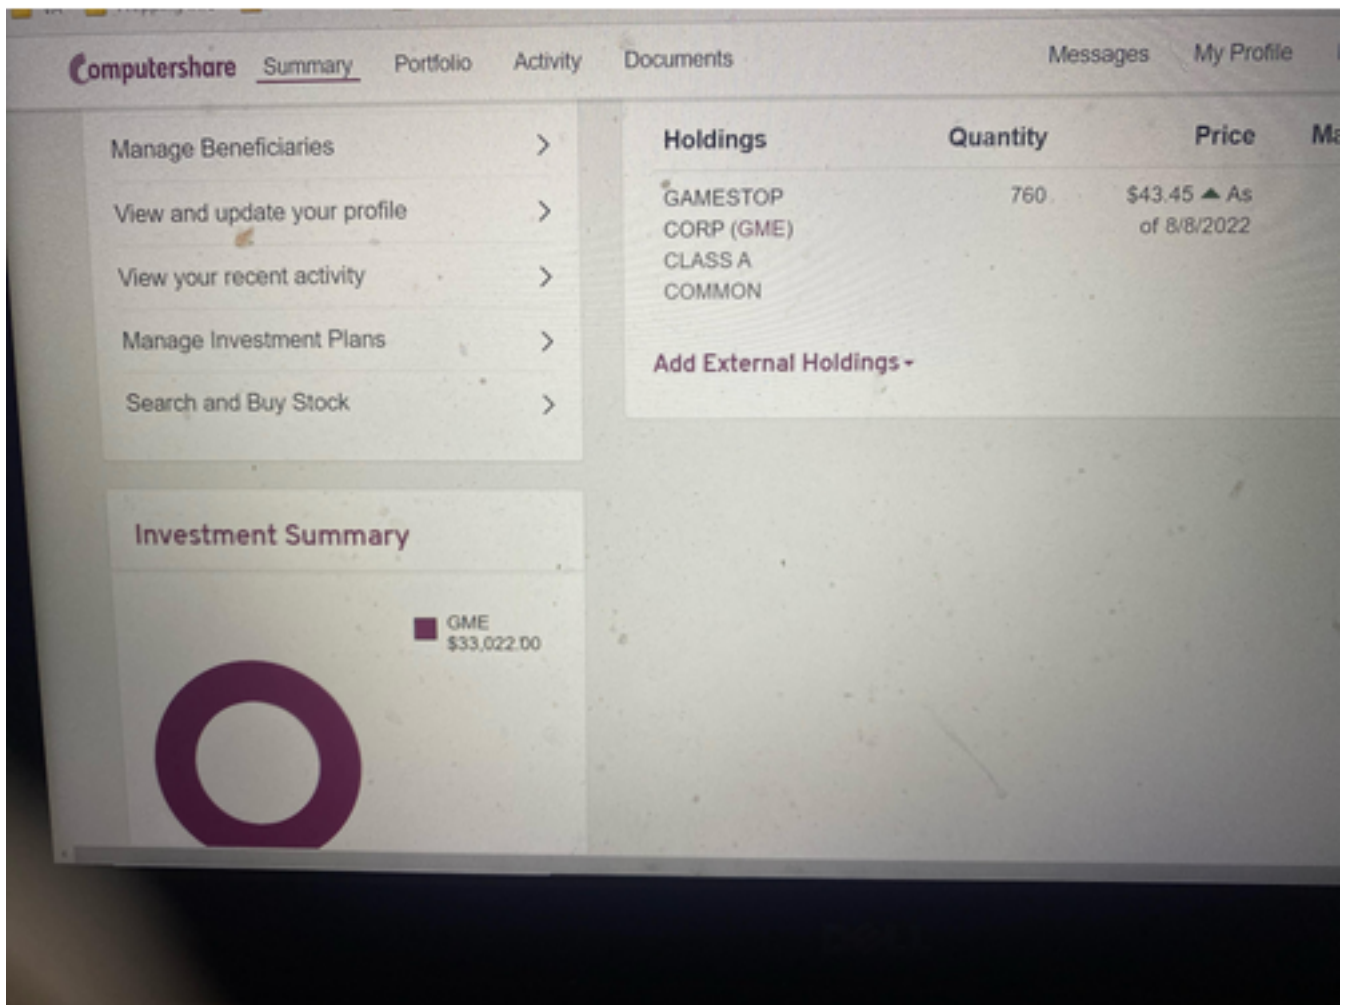 Computershare Summary Portfolio Activity Documents Messages My Profile
Manage Beneficiaries
View and update your profile
View your recent activity
Manage Investment Plans
Search and Buy Stock
Holdings Quantity Price
GAMESTOP 760 $43.45 ▲ As
CORP (GME) of 8/8/2022
CLASS A
COMMON
Add External Holdings
Investment Summary
GME
$33,022.00